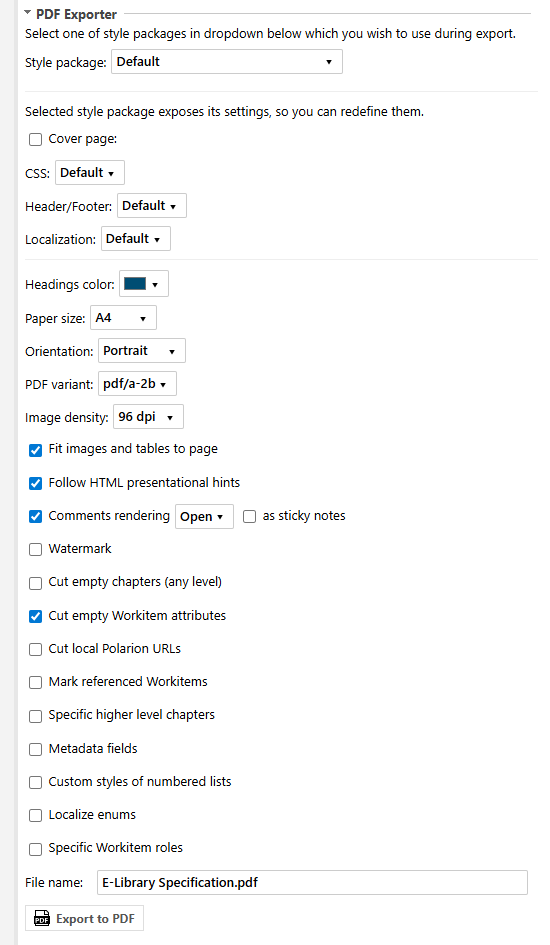 PDF Exporter
Select one of style packages in dropdown below which you wish to use during export.
Style package: Default
Selected style package exposes its settings, so you can redefine them.
Cover page:
CSS: Default
Header/Footer: Default
Localization: Default
Headings color:
Paper size: A4
Orientation: Portrait
PDF variant: pdf/a-2b
Image density: 96 dpi
Fit images and tables to page
Follow HTML presentational hints
Comments rendering Open as sticky notes
Watermark
Cut empty chapters (any level)
Cut empty Workitem attributes
Cut local Polarion URLs
Mark referenced Workitems
Specific higher level chapters
Metadata fields
Custom styles of numbered lists
Localize enums
Specific Workitem roles
File name: E-Library Specification.pdf
PDF Export to PDF